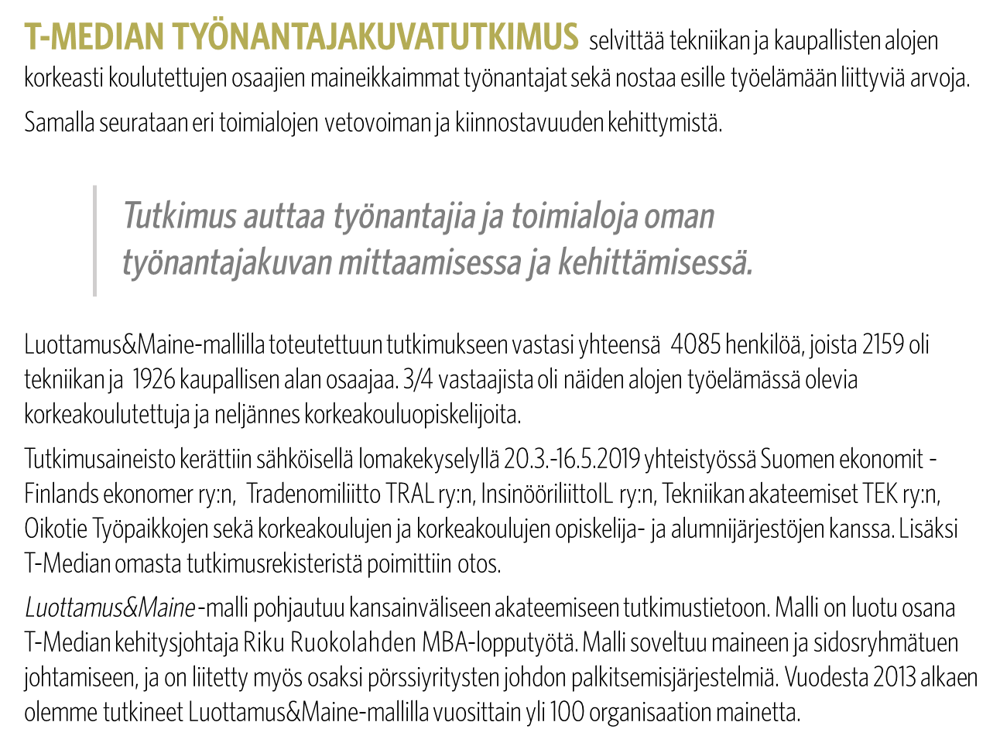 T-MEDIAN TYÖNANTAJAKUVATUTKIMUS selvittää tekniikan ja kaupallisten alojen
korkeasti koulutettujen osaajien maineikkaimmat työnantajat sekä nostaa esille työelämään liittyviä arvoja.
Samalla seurataan eri toimialojen vetovoiman ja kiinnostavuuden kehittymistä.
Tutkimus auttaa työnantajia ja toimialoja oman
työnantajakuvan mittaamisessa ja kehittämisessä.
Luottamus&Maine-mallilla toteutettuun tutkimukseen vastasi yhteensä 4085 henkilöä, joista 2159 oli
tekniikan ja 1926 kaupallisen alan osaajaa. 3/4 vastaajista oli näiden alojen työelämässä olevia
korkeakoulutettuja ja neljännes korkeakouluopiskelijoita.
Tutkimusaineisto kerättiin sähköisellä lomakekyselyllä 20.3.-16.5.2019 yhteistyössä Suomen ekonomit -
Finlands ekonomer ry:n, Tradenomiliitto TRAL ry:n, InsinööriliittoIL ry:n, Tekniikan akateemiset TEK ry:n,
Oikotie Työpaikkojen sekä korkeakoulujen ja korkeakoulujen opiskelija- ja alumnijärjestöjen kanssa. Lisäksi
T-Median omasta tutkimusrekisteristä poimittiin otos.
Luottamus&Maine-malli pohjautuu kansainväliseen akateemiseen tutkimustietoon. Malli on luotu osana
T-Median kehitysjohtaja Riku Ruokolahden MBA-lopputyötä. Malli soveltuu maineen ja sidosryhmätuen
johtamiseen, ja on liitetty myös osaksi pörssiyritysten johdon palkitsemisjärjestelmiä. Vuodesta 2013 alkaen
olemme tutkineet Luottamus&Maine-mallilla vuosittain yli 100 organisaation mainetta.